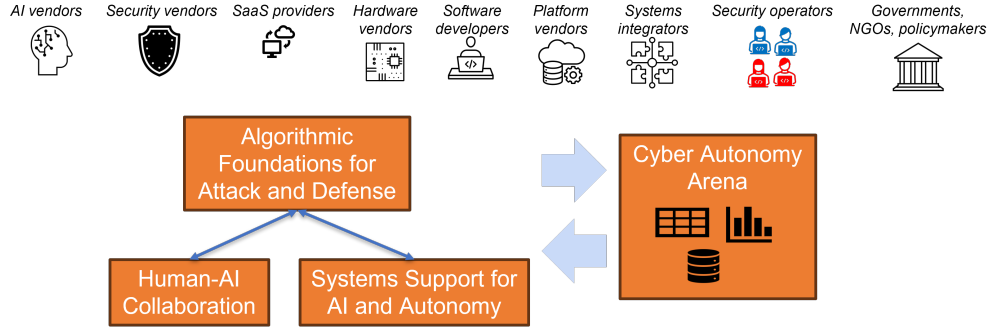 AI vendors
Security vendors
SaaS providers
Hardware
vendors
Software
developers
Platform
vendors
Systems
integrators
Security operators
Governments,
NGOs, policymakers
Algorithmic
Foundations for
Attack and Defense
Cyber Autonomy
Arena
Human-AI
Collaboration
Systems Support for
AI and Autonomy